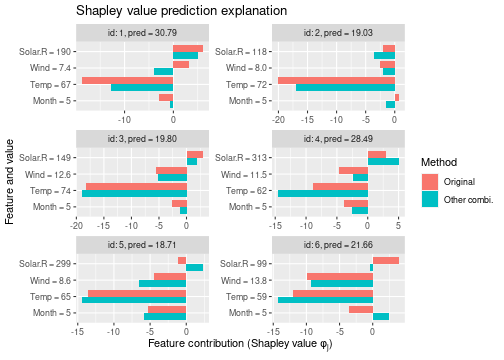 Shapley value prediction explanation
id: 1, pred = 30.79
Solar.R = 190
Wind = 7.4
Temp = 67
Month = 5
-10
0
id: 2, pred = 19.03
Solar.R = 118
Wind = 8.0
Temp = 72
Month = 5
-20
-15
-10
-5
0
id: 3, pred = 19.80
Solar.R = 149
Wind = 12.6
Temp = 74
Month = 5
-20
-15
-10
-5
0
id: 4, pred = 28.49
Solar.R = 313
Wind = 11.5
Temp = 62
Month = 5
-15
-10
-5
0
5
id: 5, pred = 18.71
Solar.R = 299
Wind = 8.6
Temp = 65
Month = 5
-15
-10
-5
0
id: 6, pred = 21.66
Solar.R = 99
Wind = 13.8
Temp = 59
Month = 5
-15
-10
-5
0
Feature and value
Feature contribution (Shapley value φj)
Method
Original
Other combi.